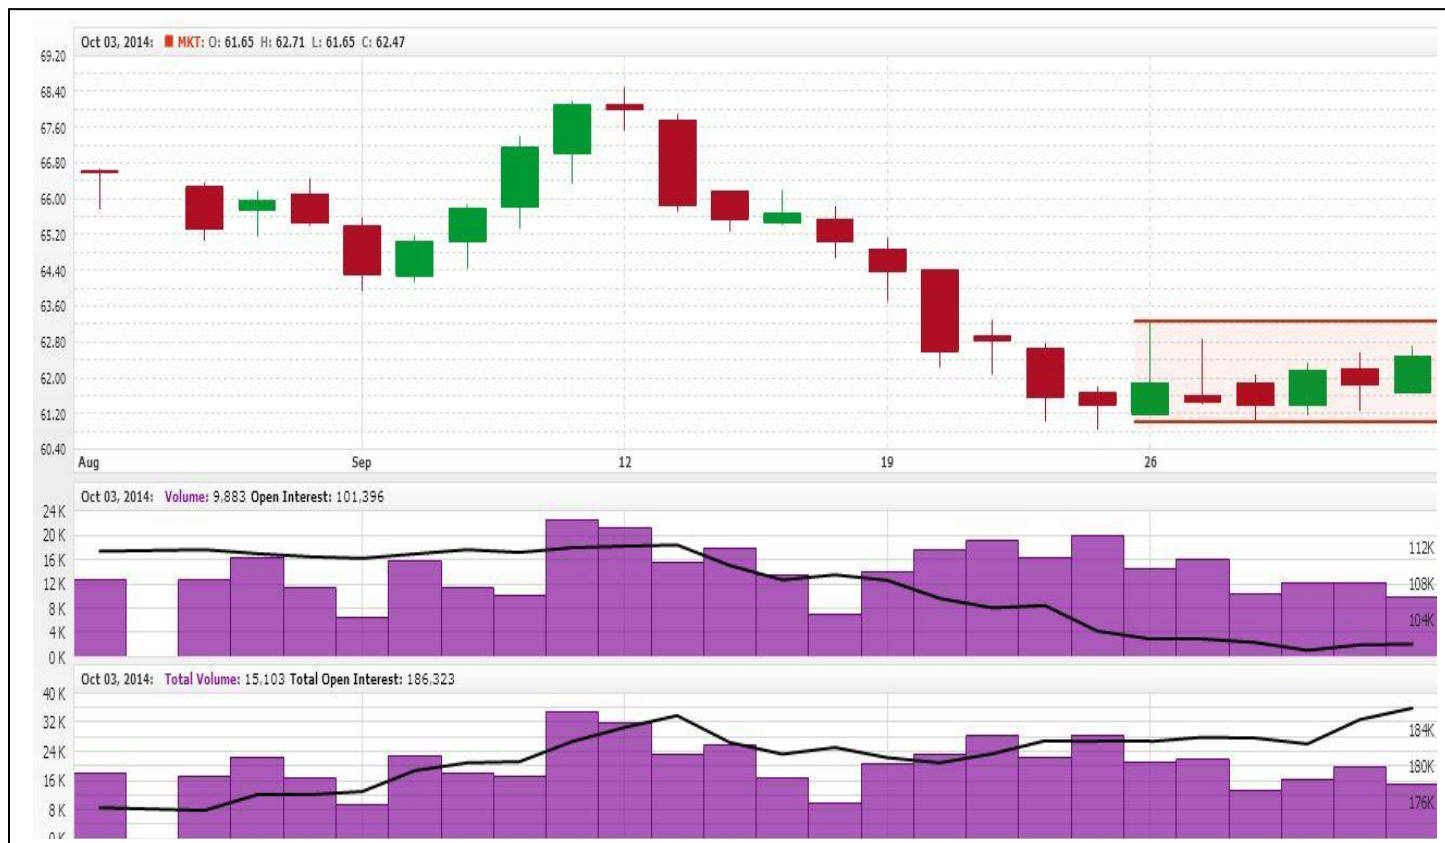 Oct 03, 2014: MKT: O: 61.65 H: 62.71 L: 61.65 C: 62.47
69.20
68.40
67.60
66.80
66.00
65.20
64.40
63.60
62.80
62.00
61.20
60.40
Aug Sep 12 19 26
Oct 03, 2014: Volume: 9,883 Open Interest: 101,396
24K
20K
16K 112K
12K 108K
8K 104K
4K
0K
Oct 03, 2014: Total Volume: 15,103 Total Open Interest: 186,323
40K
32K 184K
24K 180K
16K 176K
8K
0K